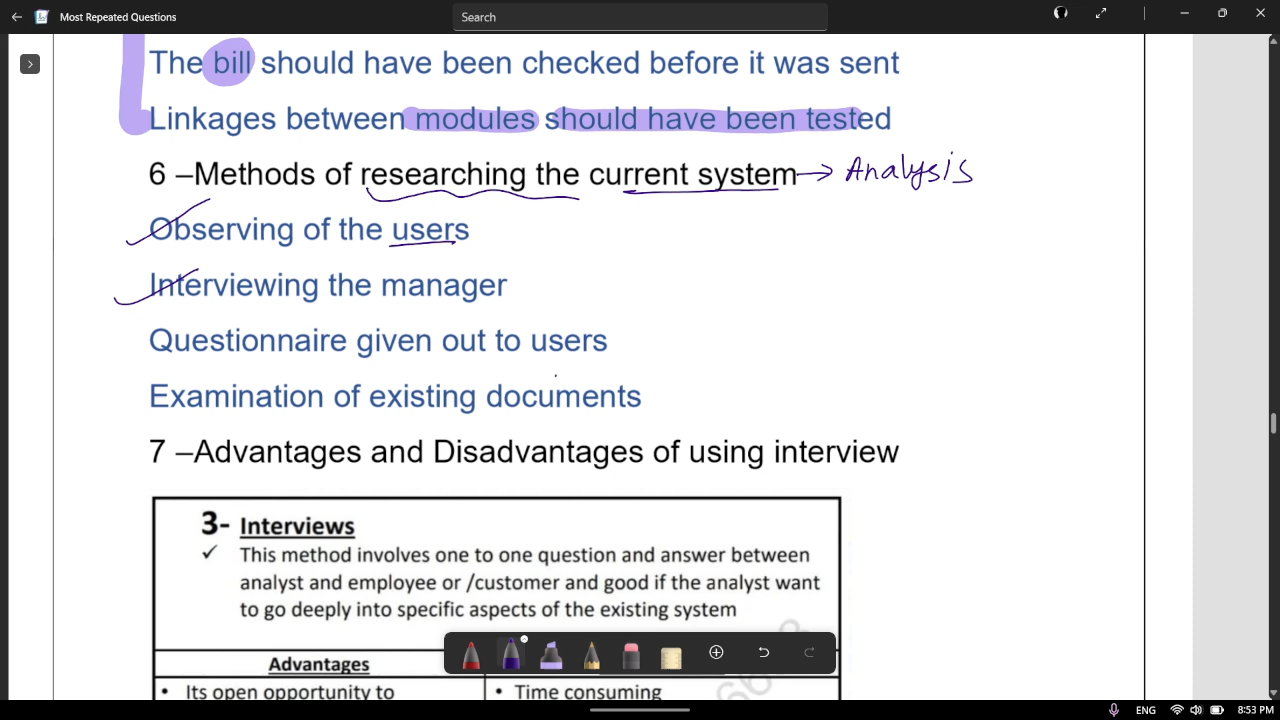 Most Repeated Questions
Search
The bill should have been checked before it was sent
Linkages between modules should have been tested
6 –Methods of researching the current system → Analysis
Observing of the users
Interviewing the manager
Questionnaire given out to users
Examination of existing documents
7 –Advantages and Disadvantages of using interview
3- Interviews
✓ This method involves one to one question and answer between
analyst and employee or /customer and good if the analyst want
to go deeply into specific aspects of the existing system
Advantages
• Its open opportunity to
• Time consuming
ENG
8:53 PM